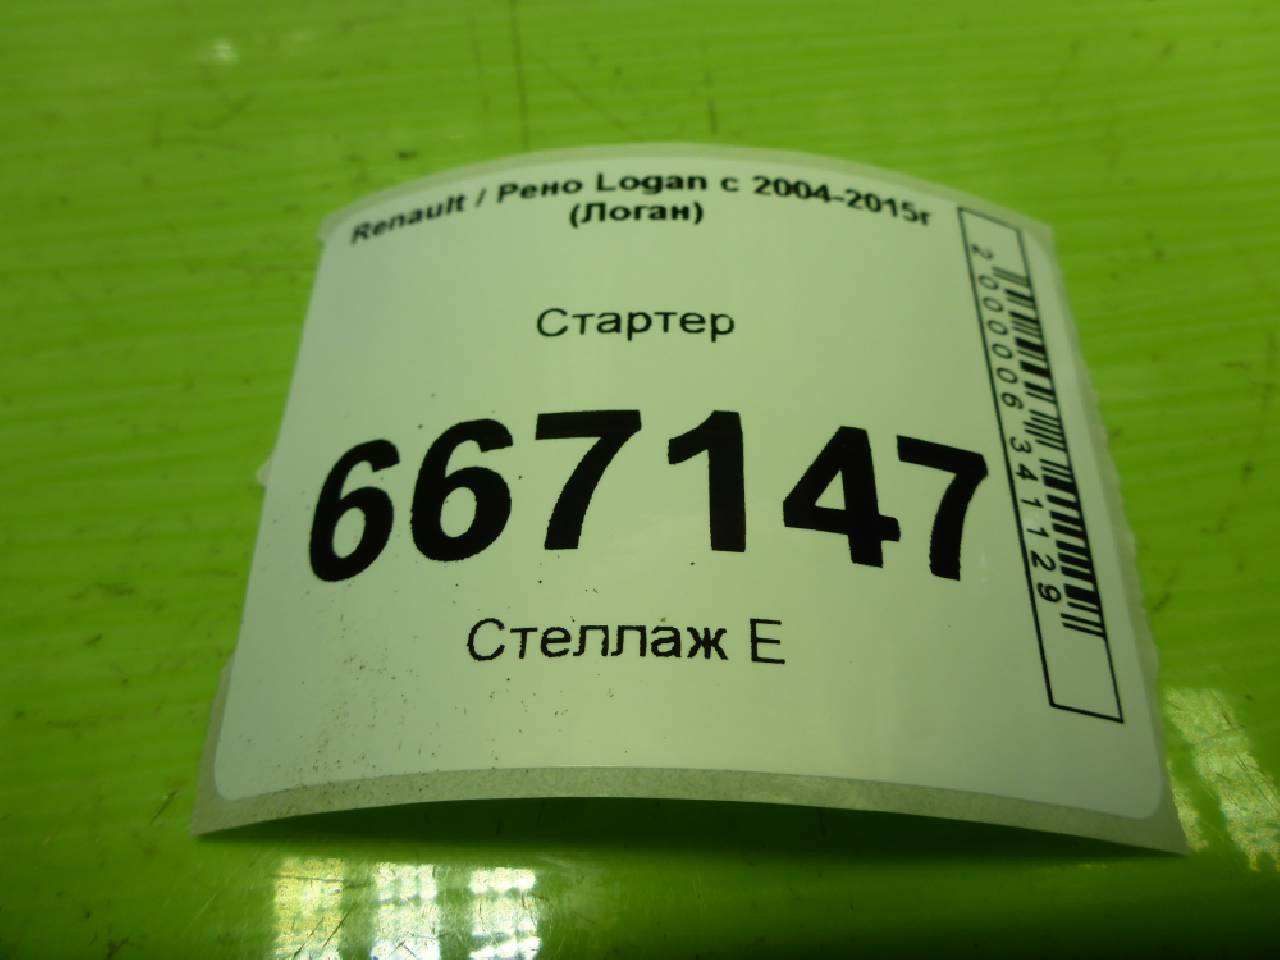 Renault / Рено Logan с 2004-2015г
(Логан)
Стартер
667147
Стеллаж Е
2000006341129